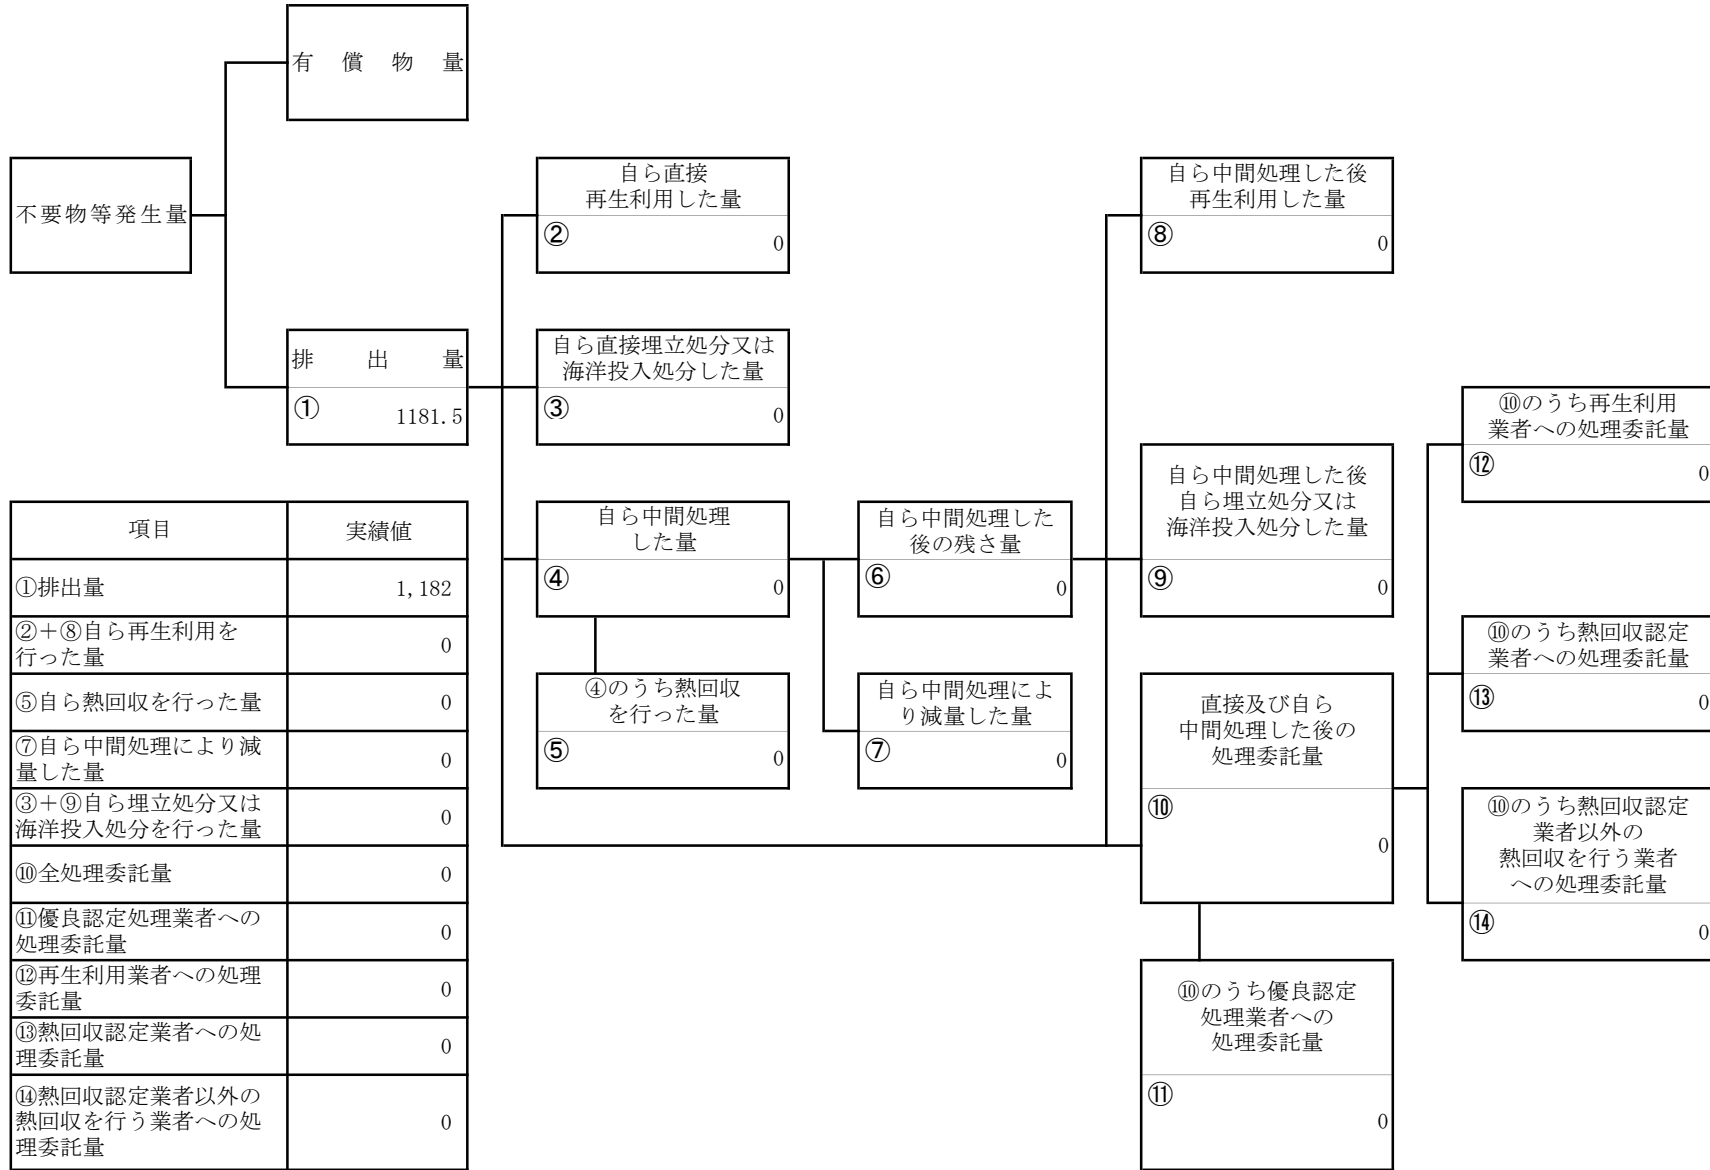 有償物量
不要物等発生量
排出量
①
1181.5
自ら直接
再生利用した量
②
0
自ら直接埋立処分又は
海洋投入処分した量
③
0
自ら中間処理
した量
④
0
④のうち熱回収
を行った量
⑤
0
自ら中間処理した
後の残さ量
⑥
0
自ら中間処理によ
り減量した量
⑦
0
自ら中間処理した後
再生利用した量
⑧
0
自ら中間処理した後
自ら埋立処分又は
海洋投入処分した量
⑨
0
直接及び自ら
中間処理した後の
処理委託量
⑩
0
⑩のうち優良認定
処理業者への
処理委託量
⑪
0
⑩のうち再生利用
業者への処理委託量
⑫
0
⑩のうち熱回収認定
業者への処理委託量
⑬
0
⑩のうち熱回収認定
業者以外の
熱回収を行う業者
への処理委託量
⑭
0
項目 実績値
①排出量 1,182
②＋⑧自ら再生利用を
行った量 0
⑤自ら熱回収を行った量 0
⑦自ら中間処理により減
量した量 0
③＋⑨自ら埋立処分又は
海洋投入処分を行った量 0
⑩全処理委託量 0
⑪優良認定処理業者への
処理委託量 0
⑫再生利用業者への処理
委託量 0
⑬熱回収認定業者への処
理委託量 0
⑭熱回収認定業者以外の
熱回収を行う業者への処
理委託量 0